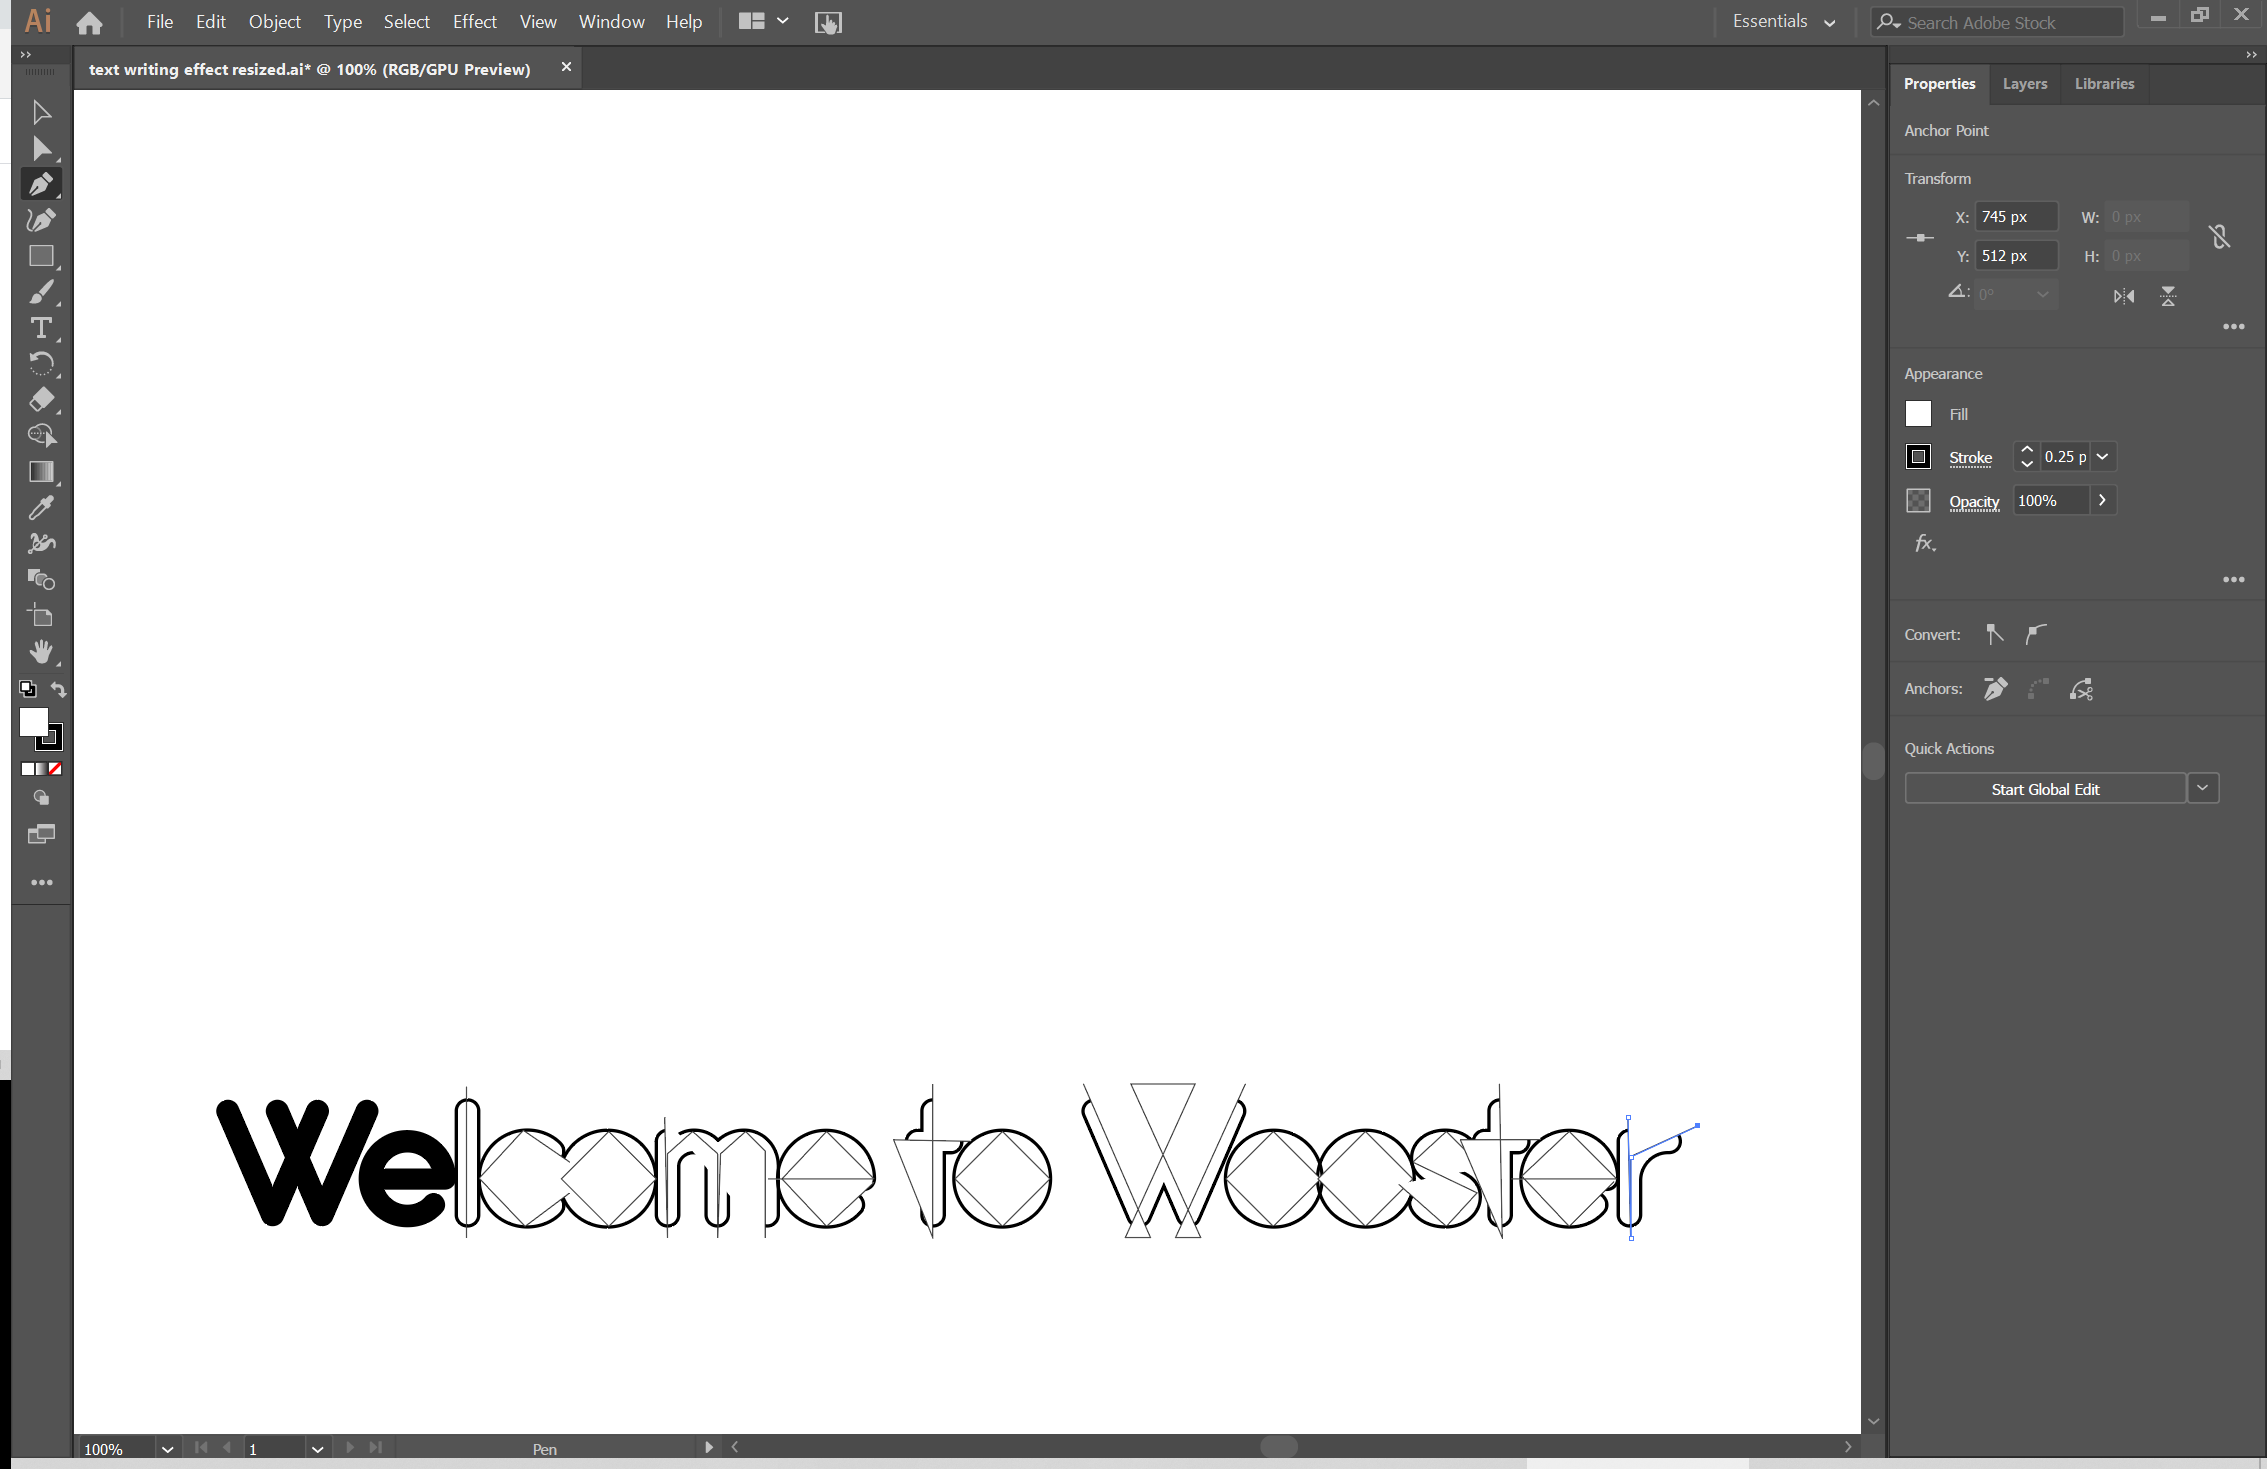 Ai File Edit Object Type Select Effect View Window Help Essentials Search Adobe Stock
text writing effect resized.ai* @ 100% (RGB/GPU Preview) ×
Properties Layers Libraries
Anchor Point
Transform
X: 745 px W: 0 px
Y: 512 px H: 0 px
0°
Appearance
Fill
Stroke 0.25 p
Opacity 100%
fx
Convert:
Anchors:
Quick Actions
Start Global Edit
Welcome to Wooster
100% 1 Pen